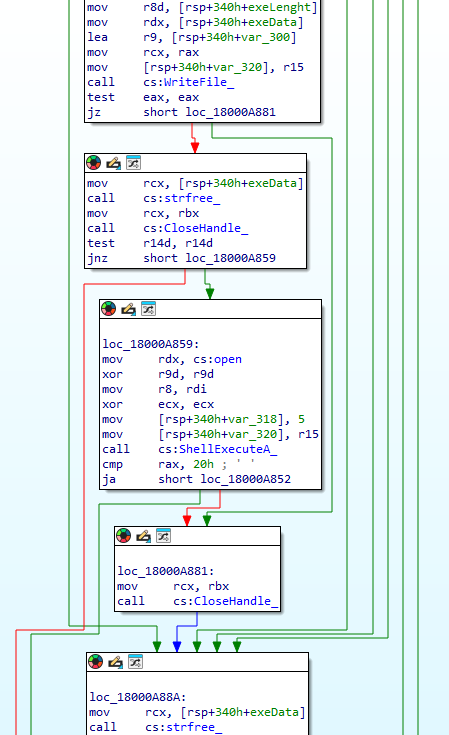 mov r8d, [rsp+340h+exeLenght]
mov rdx, [rsp+340h+exeData]
lea r9, [rsp+340h+var_300]
mov rcx, rax
mov [rsp+340h+var_320], r15
call cs:WriteFile_
test eax, eax
jz short loc_18000A881
mov rcx, [rsp+340h+exeData]
call cs:strfree_
mov rcx, rbx
call cs:CloseHandle_
test r14d, r14d
jnz short loc_18000A859
loc_18000A859:
mov rdx, cs:open
xor r9d, r9d
mov r8, rdi
xor ecx, ecx
mov [rsp+340h+var_318], 5
mov [rsp+340h+var_320], r15
call cs:ShellExecuteA_
cmp rax, 20h ; ' '
ja short loc_18000A852
loc_18000A881:
mov rcx, rbx
call cs:CloseHandle_
loc_18000A88A:
mov rcx, [rsp+340h+exeData]
call cs:strfree_